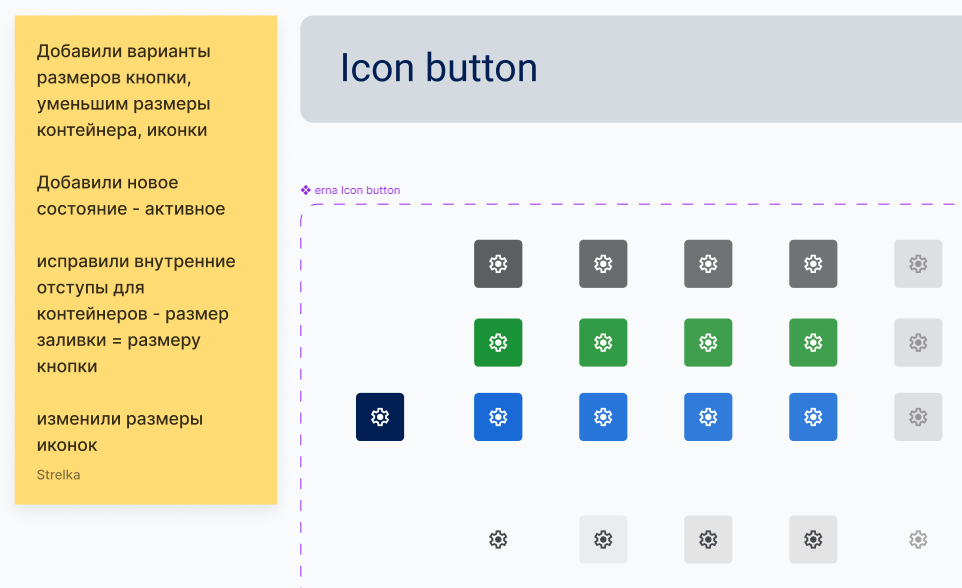 Добавили варианты
размеров кнопки,
уменьшим размеры
контейнера, иконки
Добавили новое
состояние - активное
исправили внутренние
отступы для
контейнеров - размер
заливки = размеру
кнопки
изменили размеры
иконок
Strelka
Icon button
erna Icon button